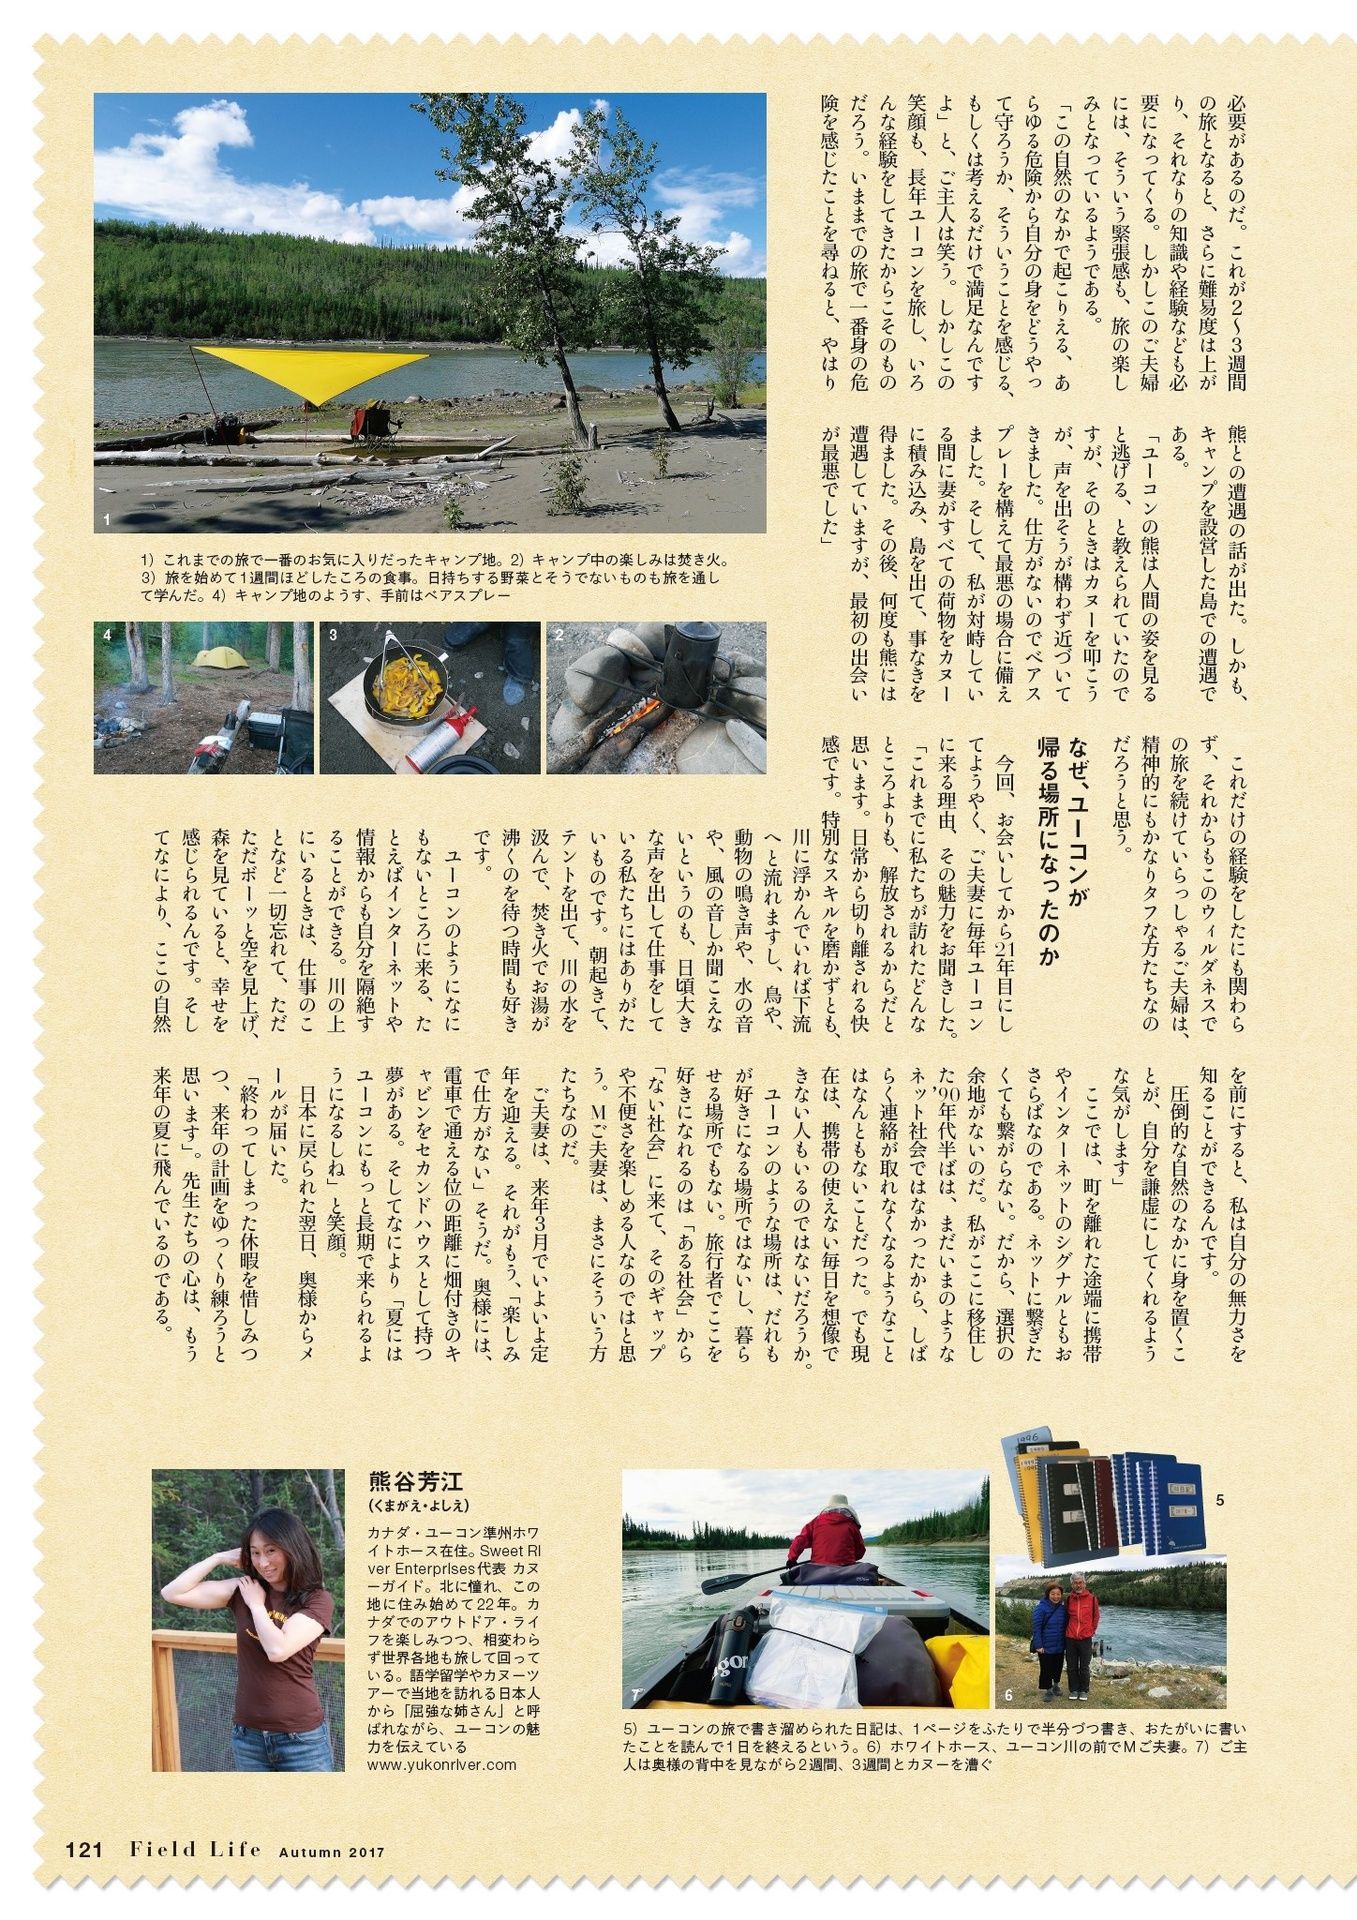 必要があるのだ。これが２〜３週間
の旅となると、さらに難易度は上が
り、それなりの知識や経験なども必
要になってくる。しかしこのご夫婦
には、そういう緊張感も、旅の楽し
みとなっているようである。
「この自然のなかで起こりえる、あ
らゆる危険から自分の身をどうやっ
て守ろうか、そういうことを感じる、
もしくは考えるだけで満足なんです
よ」と、ご主人は笑う。しかしこの
笑顔も、長年ユーコンを旅し、いろ
んな経験をしてきたからこそのもの
だろう。いままでの旅で一番身の危
険を感じたことを尋ねると、やはり
熊との遭遇の話が出た。しかも、
キャンプを設営した島での遭遇で
ある。
「ユーコンの熊は人間の姿を見る
と逃げる、と教えられていたので
すが、そのときはカヌーを叩こう
が、声を出そうが構わず近づいて
きました。仕方がないのでベアス
プレーを構えて最悪の場合に備え
ました。そして、私が対峙してい
る間に妻がすべての荷物をカヌー
に積み込み、島を出て、事なきを
得ました。その後、何度も熊には
遭遇していますが、最初の出会い
が最悪でした」
これだけの経験をしたにも関わら
ず、それからもこのウィルダネスで
の旅を続けていらっしゃるご夫婦は、
精神的にもかなりタフな方たちなの
だろうと思う。
なぜ、ユーコンが
帰る場所になったのか
今回、お会いしてから21年目にし
てようやく、ご夫妻に毎年ユーコン
に来る理由、その魅力をお聞きした。
「これまでに私たちが訪れたどんな
ところよりも、解放されるからだと
思います。日常から切り離される快
感です。特別なスキルを磨かずとも、
川に浮かんでいれば下流
へと流れますし、鳥や、
動物の鳴き声や、水の音
や、風の音しか聞こえな
いというのも、日頃大き
な声を出して仕事をして
いる私たちにはありがた
いものです。朝起きて、
テントを出て、川の水を
汲んで、焚き火でお湯が
沸くのを待つ時間も好き
です。
ユーコンのようになに
もないところに来る、た
とえばインターネットや
情報からも自分を隔絶す
ることができる。川の上
にいるときは、仕事のこ
となど一切忘れて、ただ
ただボーッと空を見上げ、
森を見ていると、幸せを
感じられるんです。そし
てなにより、ここの自然
を前にすると、私は自分の無力さを
知ることができるんです。
圧倒的な自然のなかに身を置くこ
とが、自分を謙虚にしてくれるよう
な気がします」
ここでは、町を離れた途端に携帯
やインターネットのシグナルともお
さらばなのである。ネットに繋ぎた
くても繋がらない。だから、選択の
余地がないのだ。私がここに移住し
た’90年代半ばは、まだいまのような
ネット社会ではなかったから、しば
らく連絡が取れなくなるようなこと
はなんともないことだった。でも現
在は、携帯の使えない毎日を想像で
きない人もいるのではないだろうか。
ユーコンのような場所は、だれも
が好きになる場所ではないし、暮ら
せる場所でもない。旅行者でここを
好きになれるのは「ある社会」から
「ない社会」に来て、そのギャップ
や不便さを楽しめる人なのではと思
う。Ｍご夫妻は、まさにそういう方
たちなのだ。
ご夫妻は、来年３月でいよいよ定
年を迎える。それがもう、「楽しみ
で仕方がない」そうだ。奥様には、
電車で通える位の距離に畑付きのキ
ャビンをセカンドハウスとして持つ
夢がある。そしてなにより「夏には
ユーコンにもっと長期で来られるよ
うになるしね」と笑顔。
日本に戻られた翌日、奥様からメ
ールが届いた。
「終わってしまった休暇を惜しみつ
つ、来年の計画をゆっくり練ろうと
思います」。先生たちの心は、もう
来年の夏に飛んでいるのである。
1
1）これまでの旅で一番のお気に入りだったキャンプ地。2）キャンプ中の楽しみは焚き火。
3）旅を始めて1週間ほどしたころの食事。日持ちする野菜とそうでないものも旅を通し
て学んだ。4）キャンプ地のようす、手前はベアスプレー
4
3
2
熊谷芳江
（くまがえ・よしえ）
カナダ・ユーコン準州ホワ
イトホース在住。Sweet RI
ver EnterprIses代表 カヌ
ーガイド。北に憧れ、この
地に住み始めて22年。カ
ナダでのアウトドア・ライ
フを楽しみつつ、相変わら
ず世界各地も旅して回って
いる。語学留学やカヌーツ
アーで当地を訪れる日本人
から「屈強な姉さん」と呼
ばれながら、ユーコンの魅
力を伝えている
www.yukonrIver.com
1996
5
7
6
5）ユーコンの旅で書き溜められた日記は、1ページをふたりで半分づつ書き、おたがいに書い
たことを読んで1日を終えるという。6）ホワイトホース、ユーコン川の前でMご夫妻。7）ご主
人は奥様の背中を見ながら2週間、3週間とカヌーを漕ぐ
121 Field Life Autumn 2017